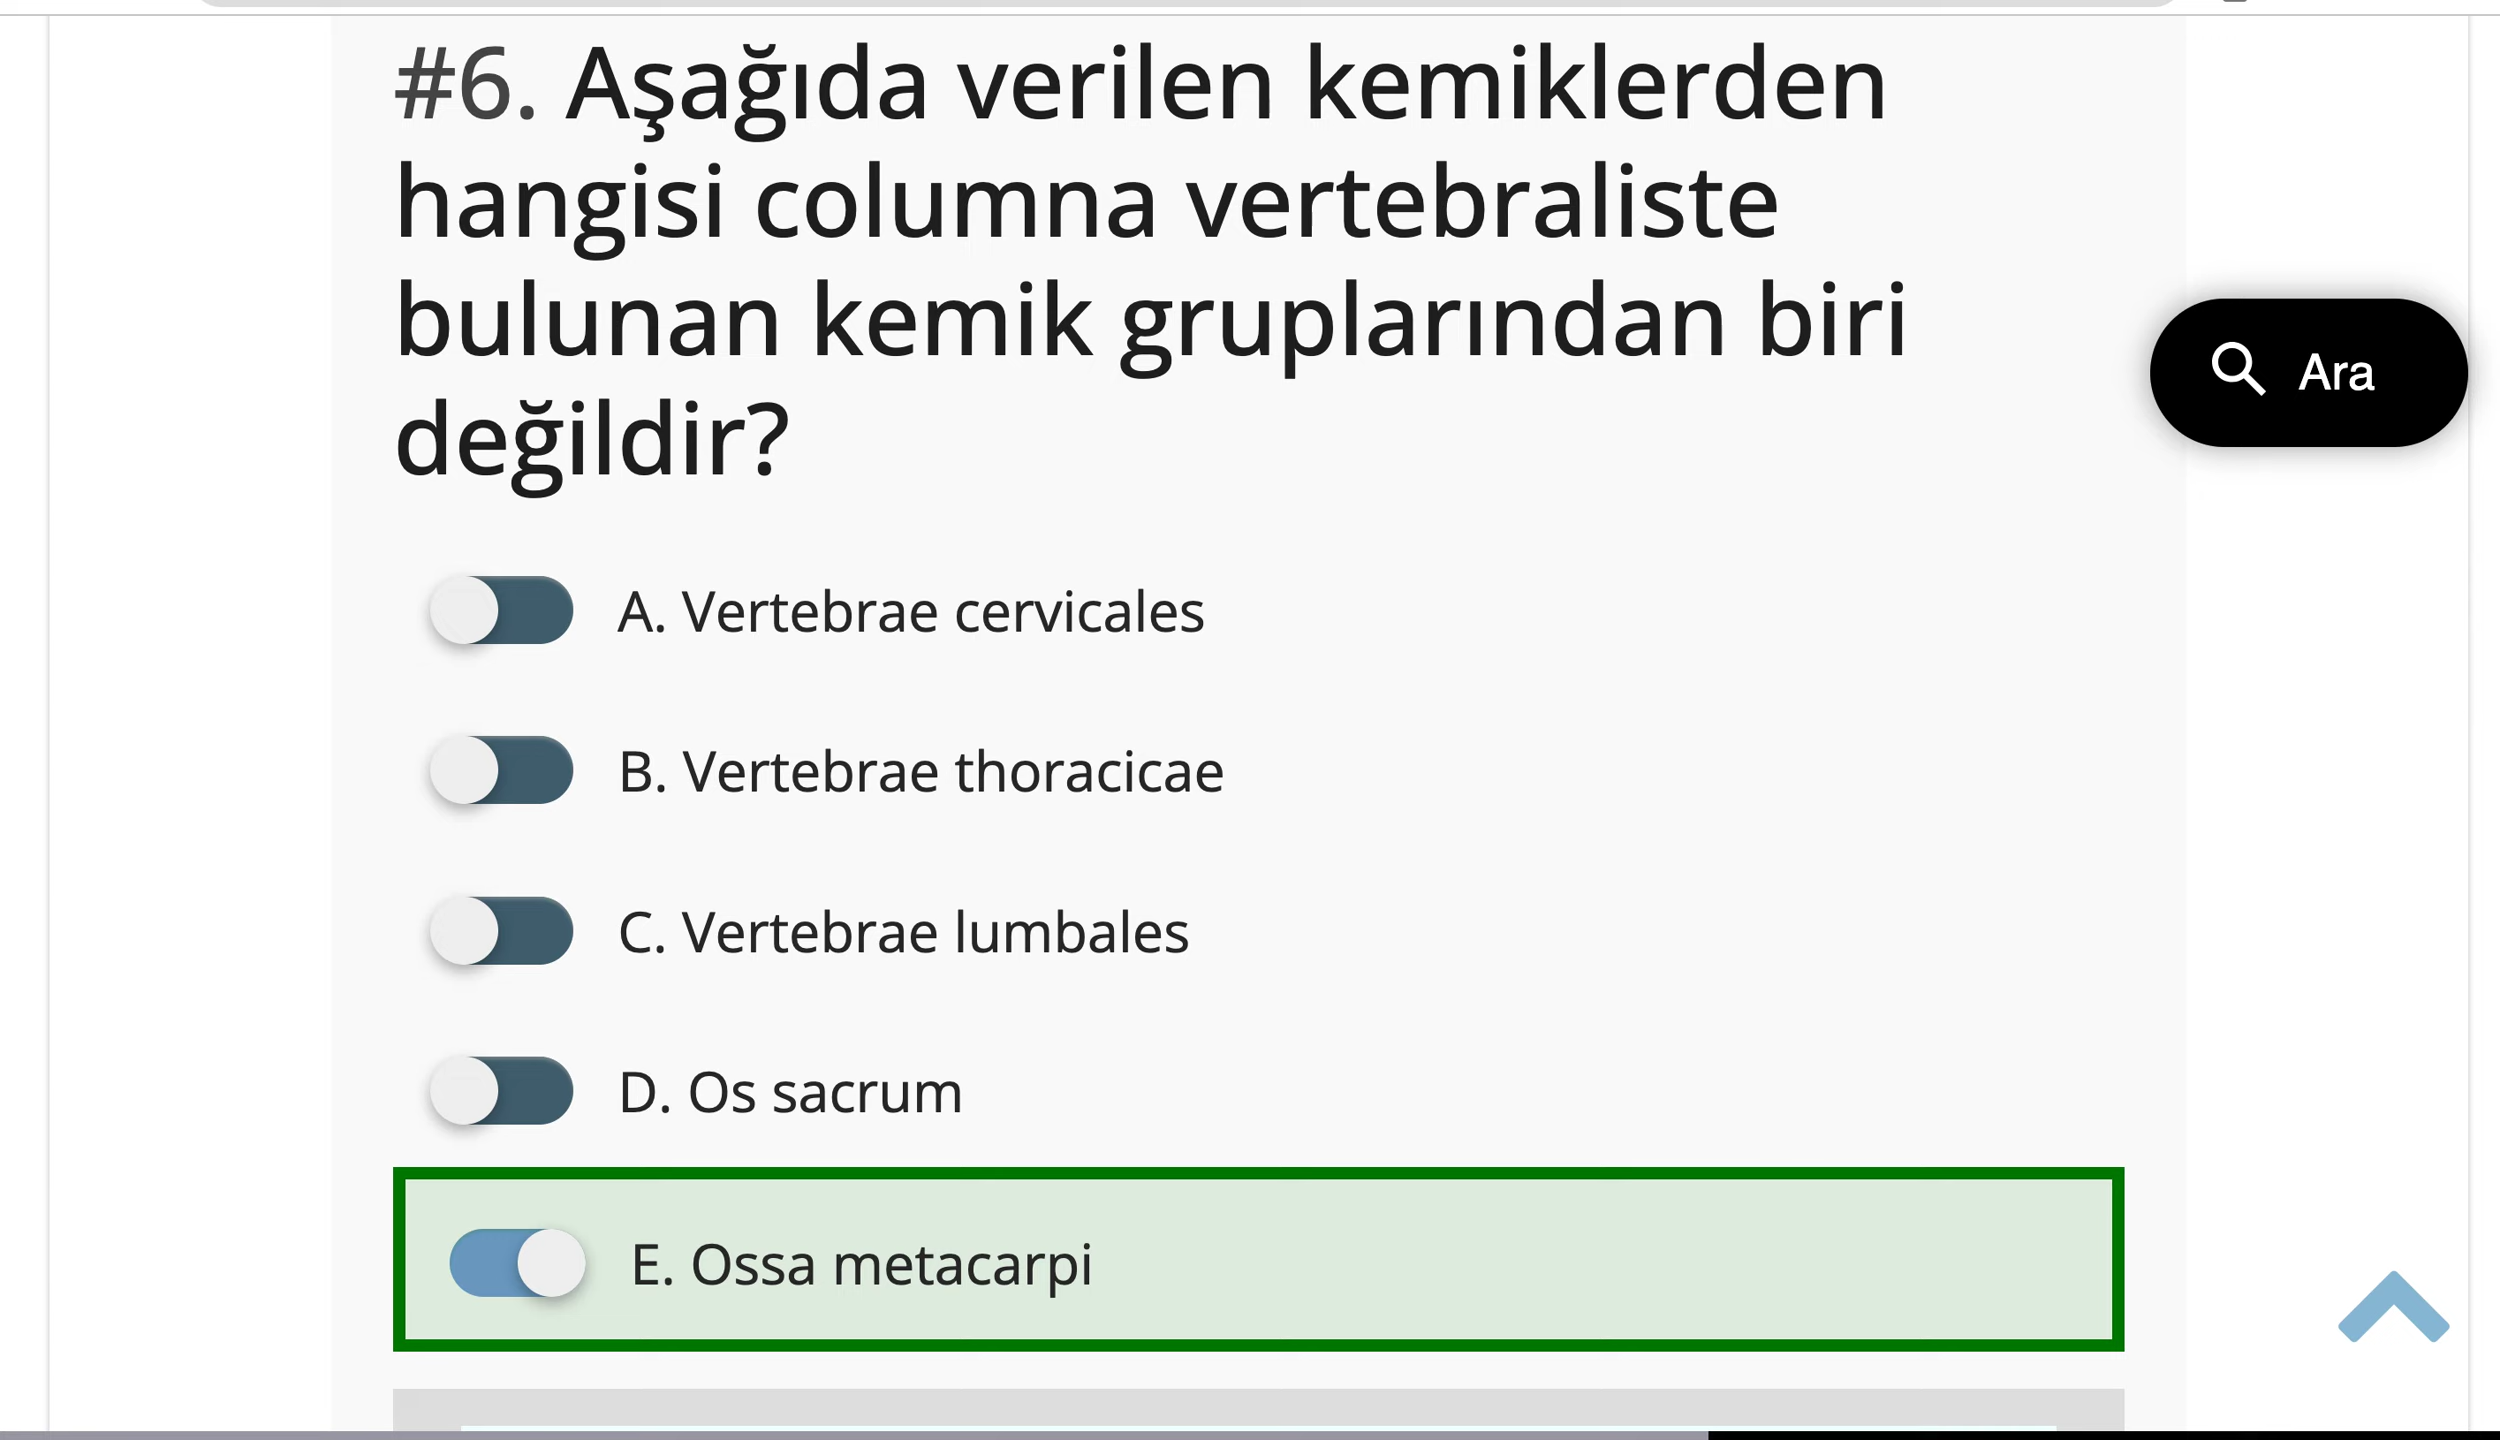 #6. Aşağıda verilen kemiklerden
hangisi columna vertebraliste
bulunan kemik gruplarından biri
değildir?
Ara
A. Vertebrae cervicales
B. Vertebrae thoracicae
C. Vertebrae lumbales
D. Os sacrum
E. Ossa metacarpi